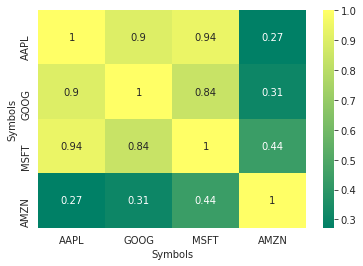 1.0
AAPL 1 0.9 0.94 0.27
0.9
GOOG 0.9 1 0.84 0.31
0.8
0.7
Symbols
0.6
MSFT 0.94 0.84 1 0.44
0.5
0.4
AMZN 0.27 0.31 0.44 1
0.3
AAPL GOOG MSFT AMZN
Symbols